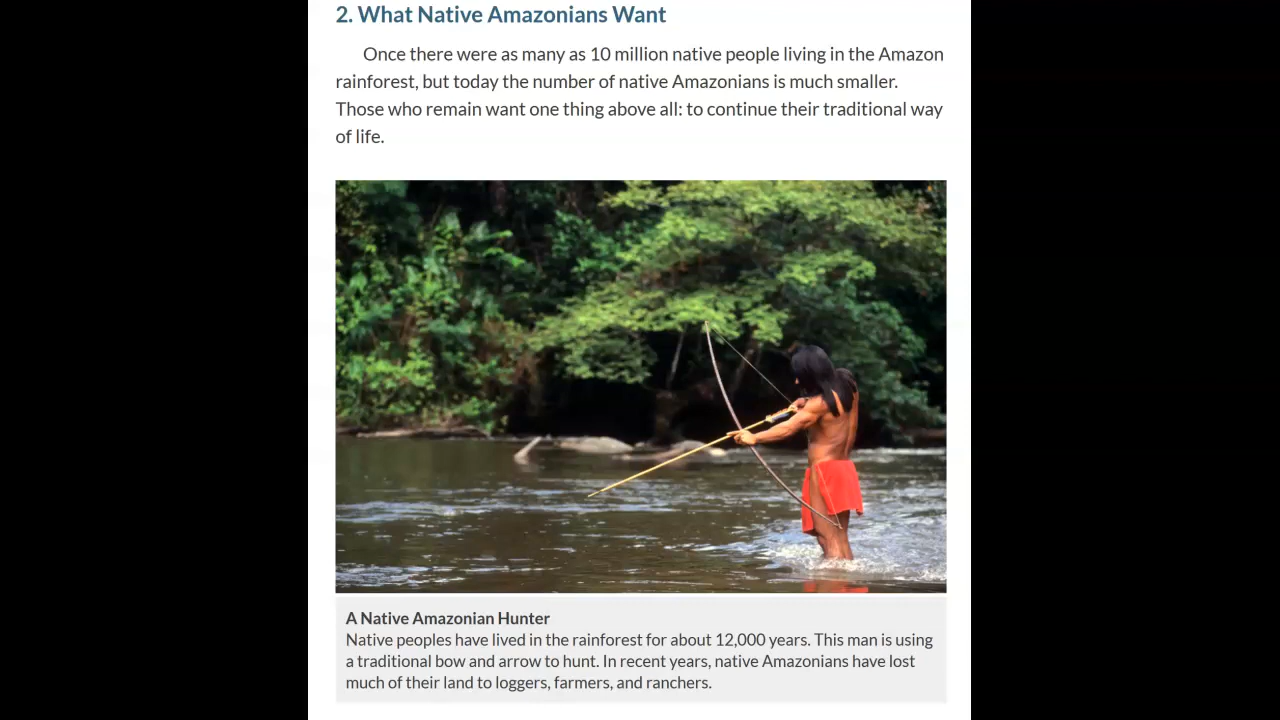 2. What Native Amazonians Want
Once there were as many as 10 million native people living in the Amazon
rainforest, but today the number of native Amazonians is much smaller.
Those who remain want one thing above all: to continue their traditional way
of life.
A Native Amazonian Hunter
Native peoples have lived in the rainforest for about 12,000 years. This man is using
a traditional bow and arrow to hunt. In recent years, native Amazonians have lost
much of their land to loggers, farmers, and ranchers.